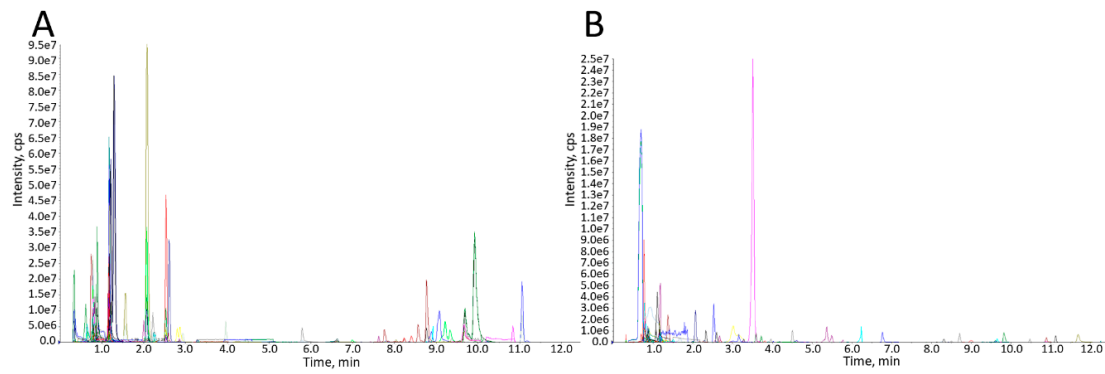 A
9.5e7
9.0e7
8.5e7
8.0e7
7.5e7
7.0e7
6.5e7
6.0e7
5.5e7
5.0e7
4.5e7
4.0e7
3.5e7
3.0e7
2.5e7
2.0e7
1.5e7
1.0e7
5.0e6
0.0
Intensity, cps
1.0 2.0 3.0 4.0 5.0 6.0 7.0 8.0 9.0 10.0 11.0 12.0
Time, min
B
2.5e7
2.3e7
2.2e7
2.1e7
2.0e7
1.9e7
1.8e7
1.7e7
1.6e7
1.5e7
1.4e7
1.3e7
1.2e7
1.1e7
1.0e7
9.0e6
8.0e6
7.0e6
6.0e6
5.0e6
4.0e6
3.0e6
2.0e6
1.0e6
0.0
Intensity, cps
1.0 2.0 3.0 4.0 5.0 6.0 7.0 8.0 9.0 10.0 11.0 12.0
Time, min